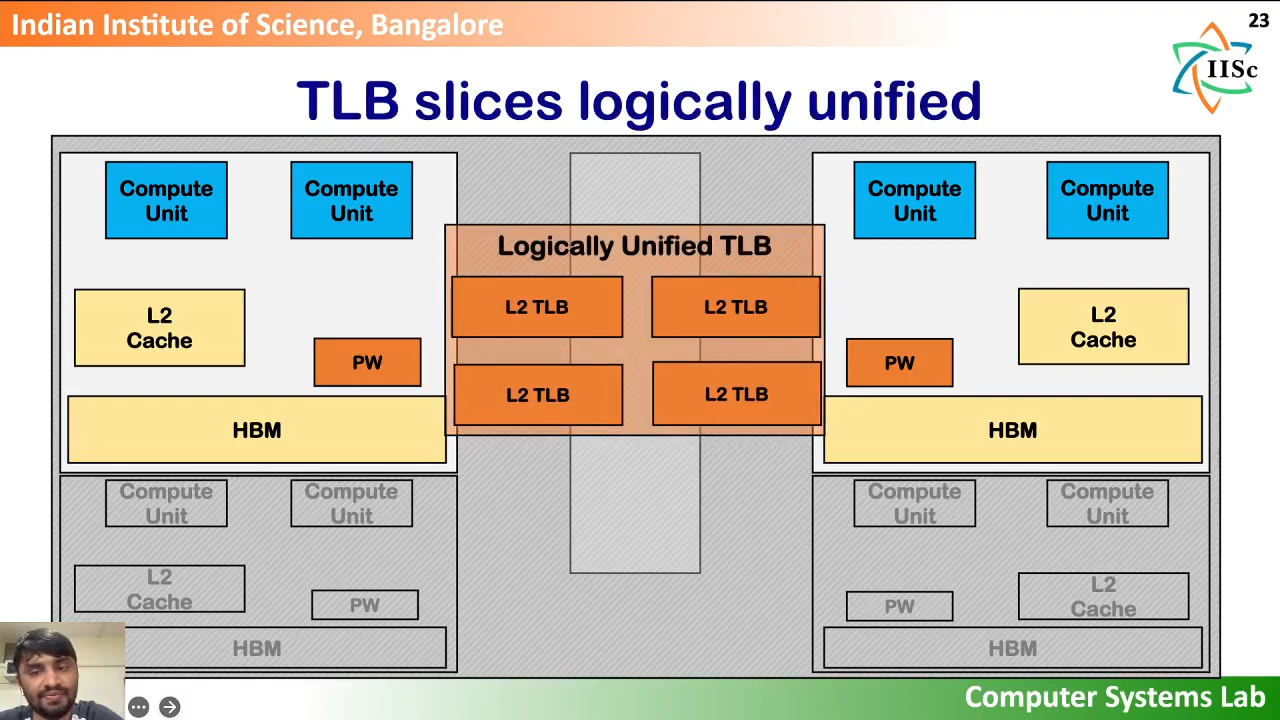 Indian Institute of Science, Bangalore
23
IISc
TLB slices logically unified
Compute
Unit
Compute
Unit
Compute
Unit
Compute
Unit
Logically Unified TLB
L2 TLB
L2 TLB
L2
Cache
L2
Cache
PW
PW
L2 TLB
L2 TLB
HBM
HBM
Compute
Unit
Compute
Unit
Compute
Unit
Compute
Unit
L2
Cache
PW
PW
L2
Cache
HBM
HBM
Computer Systems Lab